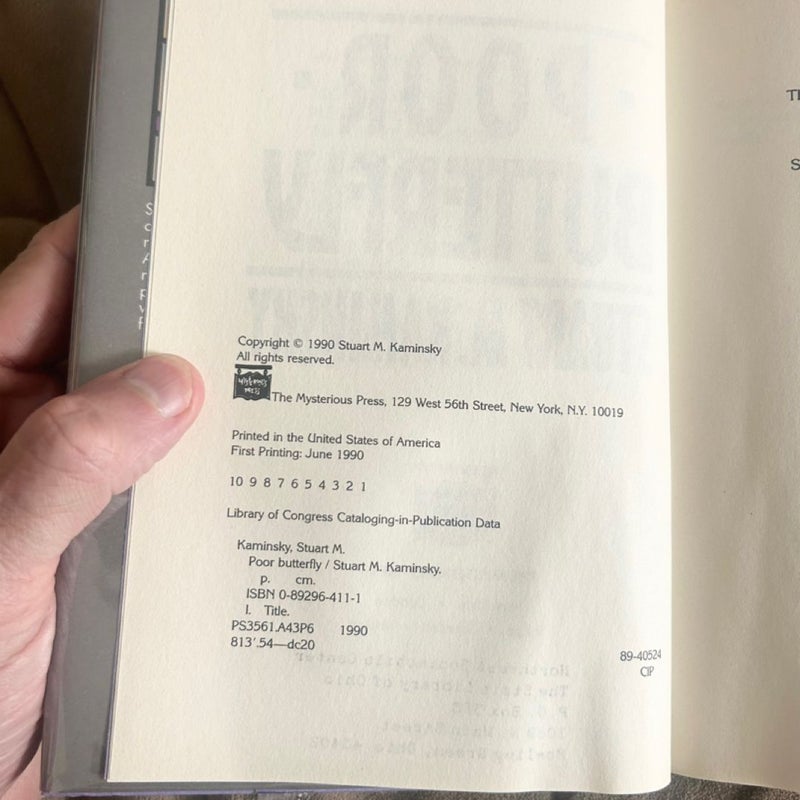 Copyright © 1990 Stuart M. Kaminsky
All rights reserved.
MYSTERIOUS
PRESS
The Mysterious Press, 129 West 56th Street, New York, N.Y. 10019
Printed in the United States of America
First Printing: June 1990
10 9 8 7 6 5 4 3 2 1
Library of Congress Cataloging-in-Publication Data
Kaminsky, Stuart M.
Poor butterfly / Stuart M. Kaminsky.
p. cm.
ISBN 0-89296-411-1
I. Title.
PS3561.A43P6 1990
813'.54—dc20
89-40524
CIP